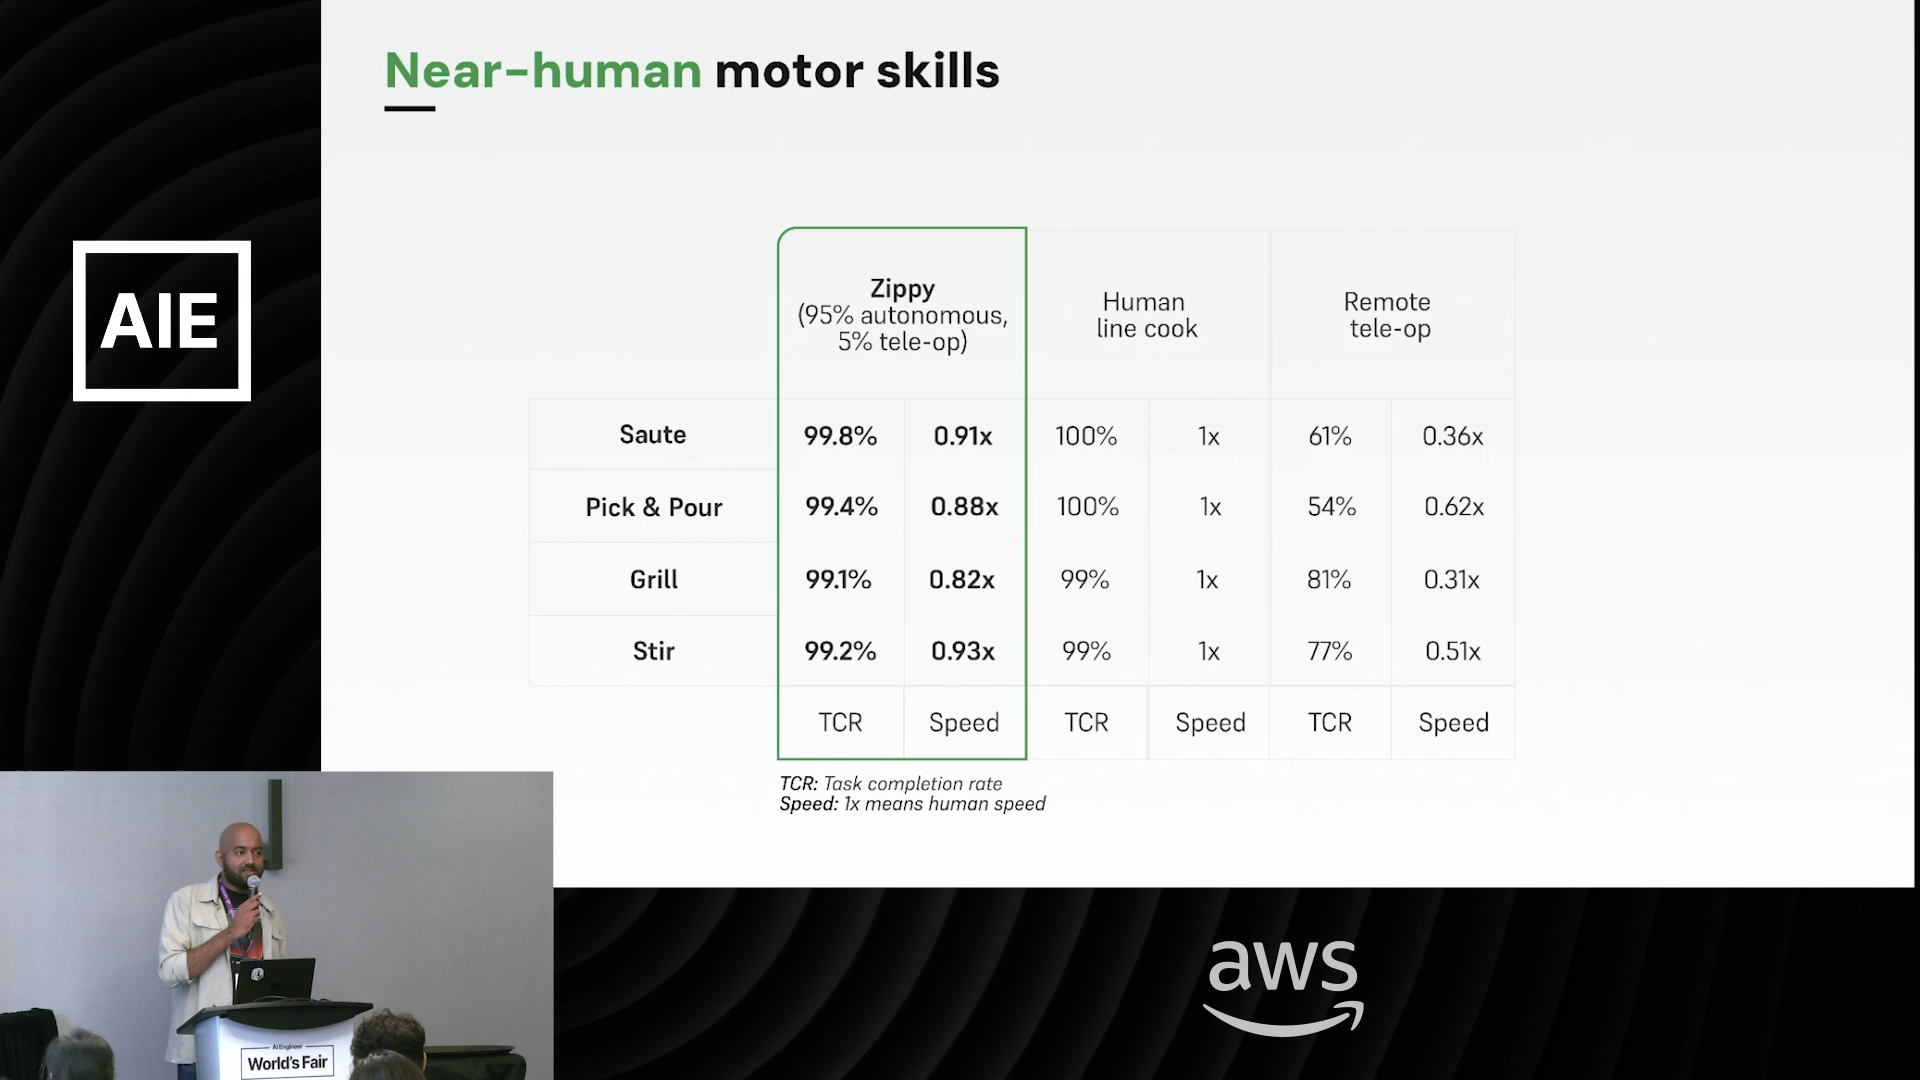 Near-human motor skills
AIE
Zippy
(95% autonomous,
5% tele-op)
Human
line cook
Remote
tele-op
Saute 99.8% 0.91x 100% 1x 61% 0.36x
Pick & Pour 99.4% 0.88x 100% 1x 54% 0.62x
Grill 99.1% 0.82x 99% 1x 81% 0.31x
Stir 99.2% 0.93x 99% 1x 77% 0.51x
TCR Speed TCR Speed TCR Speed
TCR: Task completion rate
Speed: 1x means human speed
AI Engineer
World's Fair
aws